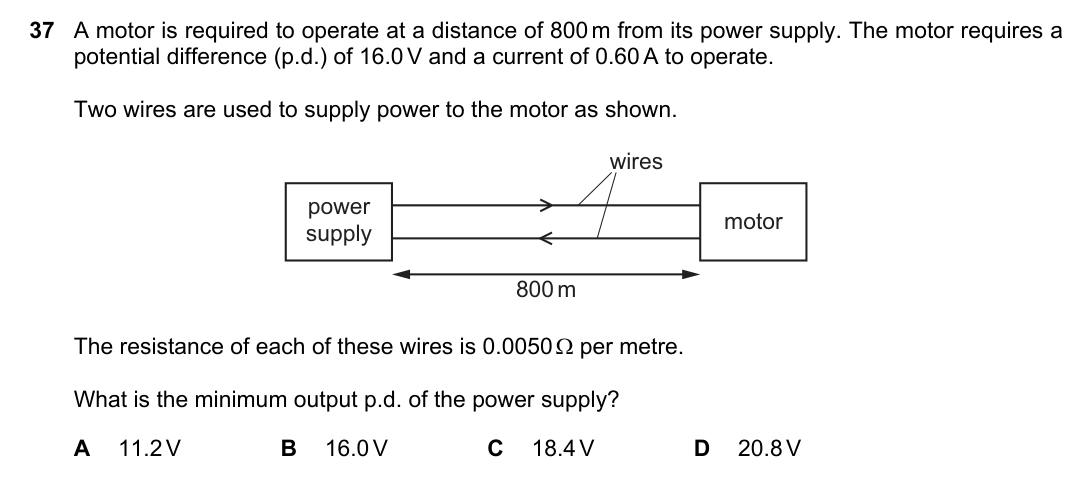 37 A motor is required to operate at a distance of 800 m from its power supply. The motor requires a
potential difference (p.d.) of 16.0 V and a current of 0.60 A to operate.
Two wires are used to supply power to the motor as shown.
wires
power
supply
motor
800 m
The resistance of each of these wires is 0.0050 Ω per metre.
What is the minimum output p.d. of the power supply?
A 11.2 V B 16.0 V C 18.4 V D 20.8 V